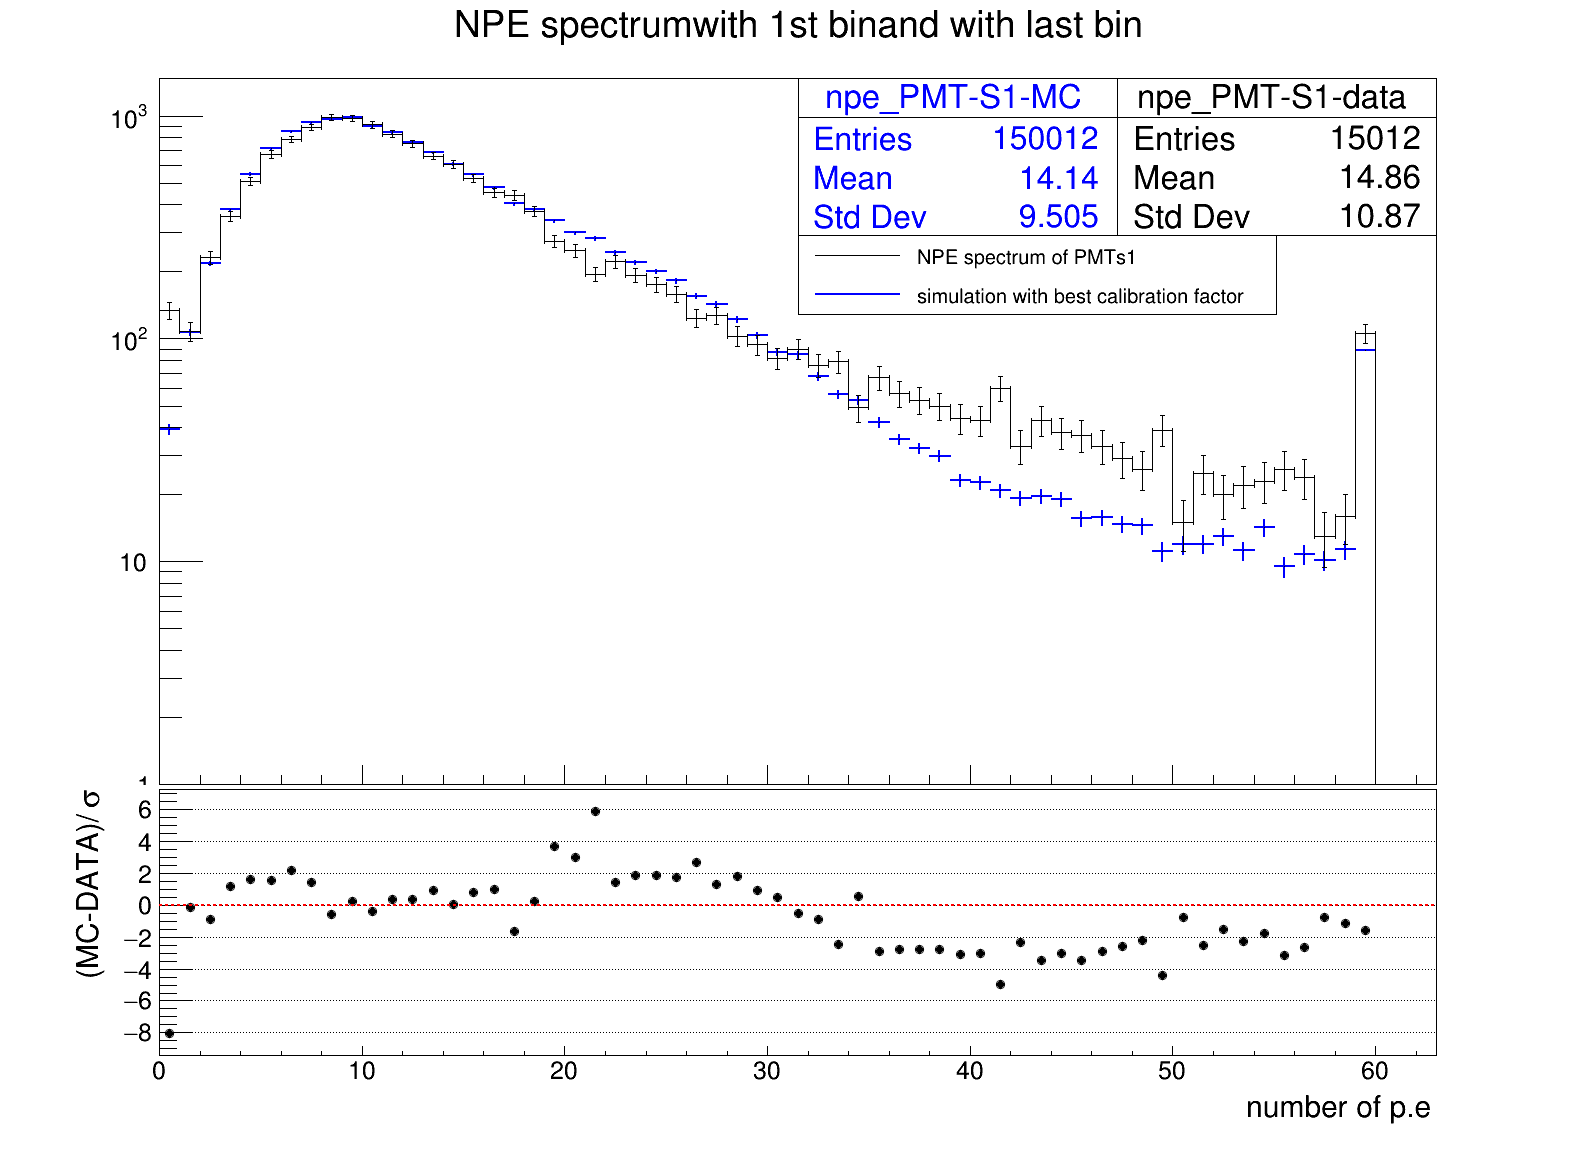 NPE spectrumwith 1st binand with last bin
npe_PMT-S1-MC
Entries 150012
Mean 14.14
Std Dev 9.505
npe_PMT-S1-data
Entries 15012
Mean 14.86
Std Dev 10.87
NPE spectrum of PMTs1
simulation with best calibration factor
10³
10²
10
1
(MC-DATA)/ σ
6
4
2
0
−2
−4
−6
−8
0 10 20 30 40 50 60
number of p.e